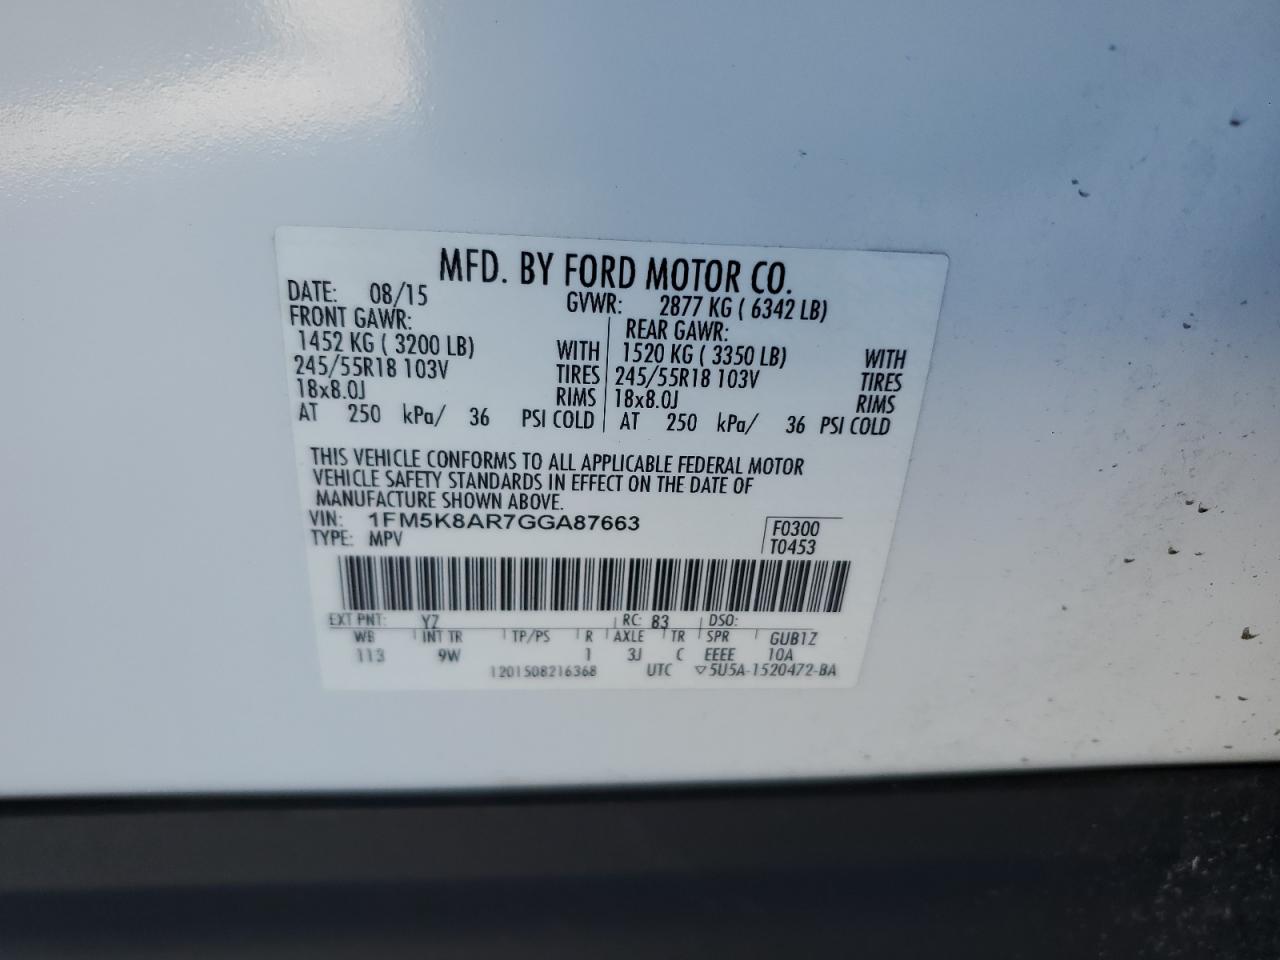 MFD. BY FORD MOTOR CO.
DATE: 08/15 GVWR: 2877 KG ( 6342 LB)
FRONT GAWR: REAR GAWR:
1452 KG ( 3200 LB) WITH 1520 KG ( 3350 LB) WITH
245/55R18 103V TIRES 245/55R18 103V TIRES
18x8.0J RIMS 18x8.0J RIMS
AT 250 kPa/ 36 PSI COLD AT 250 kPa/ 36 PSI COLD
THIS VEHICLE CONFORMS TO ALL APPLICABLE FEDERAL MOTOR
VEHICLE SAFETY STANDARDS IN EFFECT ON THE DATE OF
MANUFACTURE SHOWN ABOVE.
VIN: 1FM5K8AR7GGA87663 F0300
TYPE: MPV T0453
EXT PNT: YZ RC: 83 DSO:
WB INT TR TP/PS R AXLE TR SPR GUB1Z
113 9W 1 3J C EEEE 10A
1201508216368 UTC ▽5U5A-1520472-BA